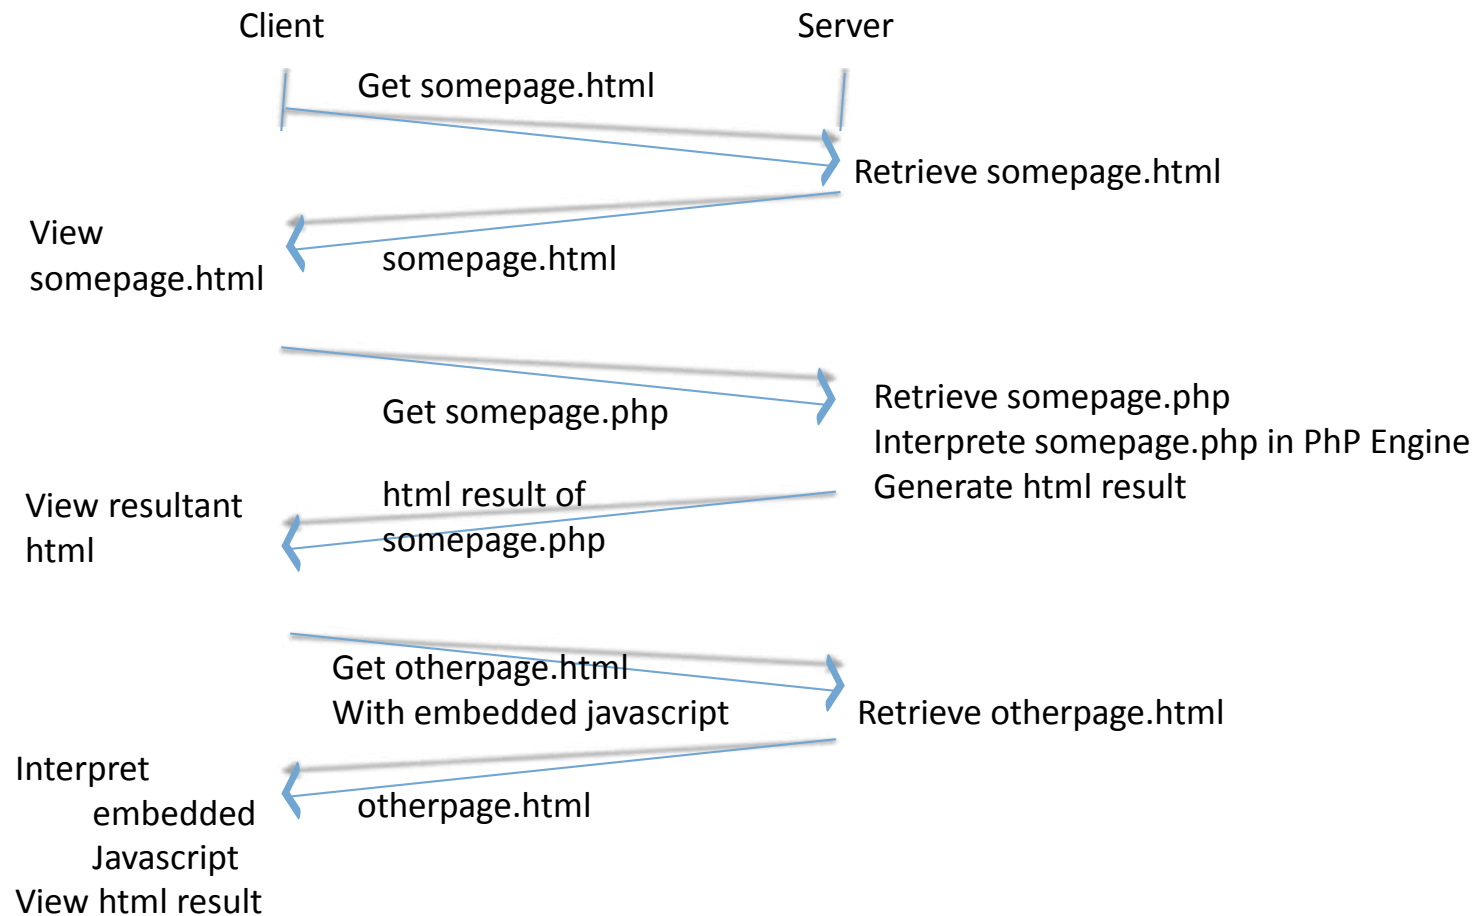 Client
Server
Get somepage.html
Retrieve somepage.html
View
somepage.html
somepage.html
Get somepage.php
Retrieve somepage.php
Interprete somepage.php in PhP Engine
Generate html result
View resultant
html
html result of
somepage.php
Get otherpage.html
With embedded javascript
Retrieve otherpage.html
Interpret
embedded
Javascript
View html result
otherpage.html